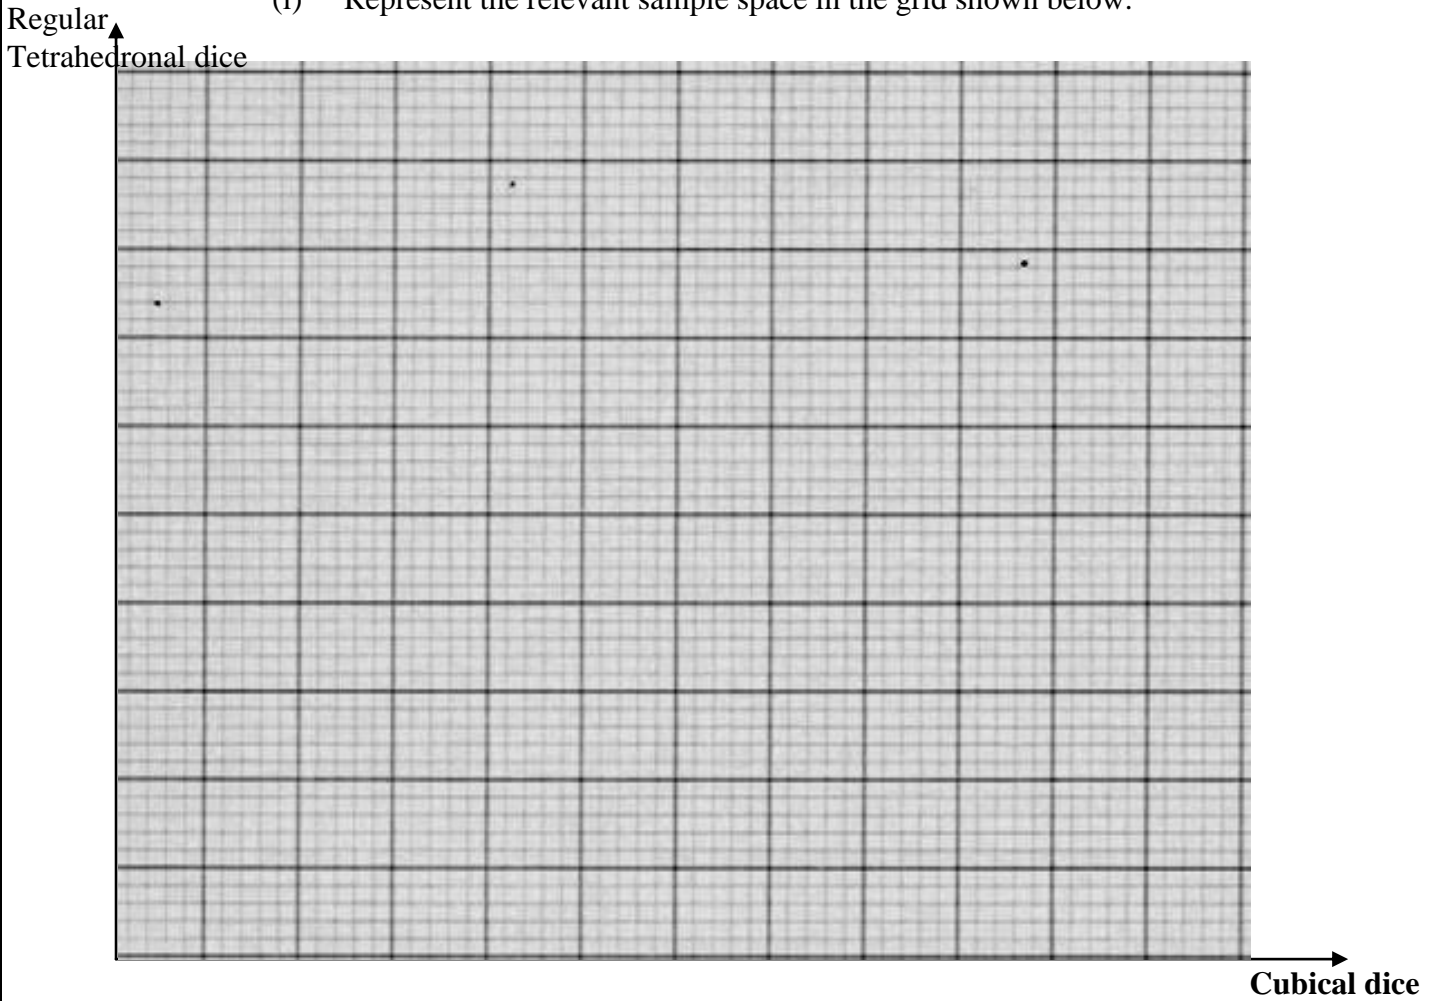 (i) Represent the relevant sample space in the grid shown below.
Regular
Tetrahedronal dice
Cubical dice